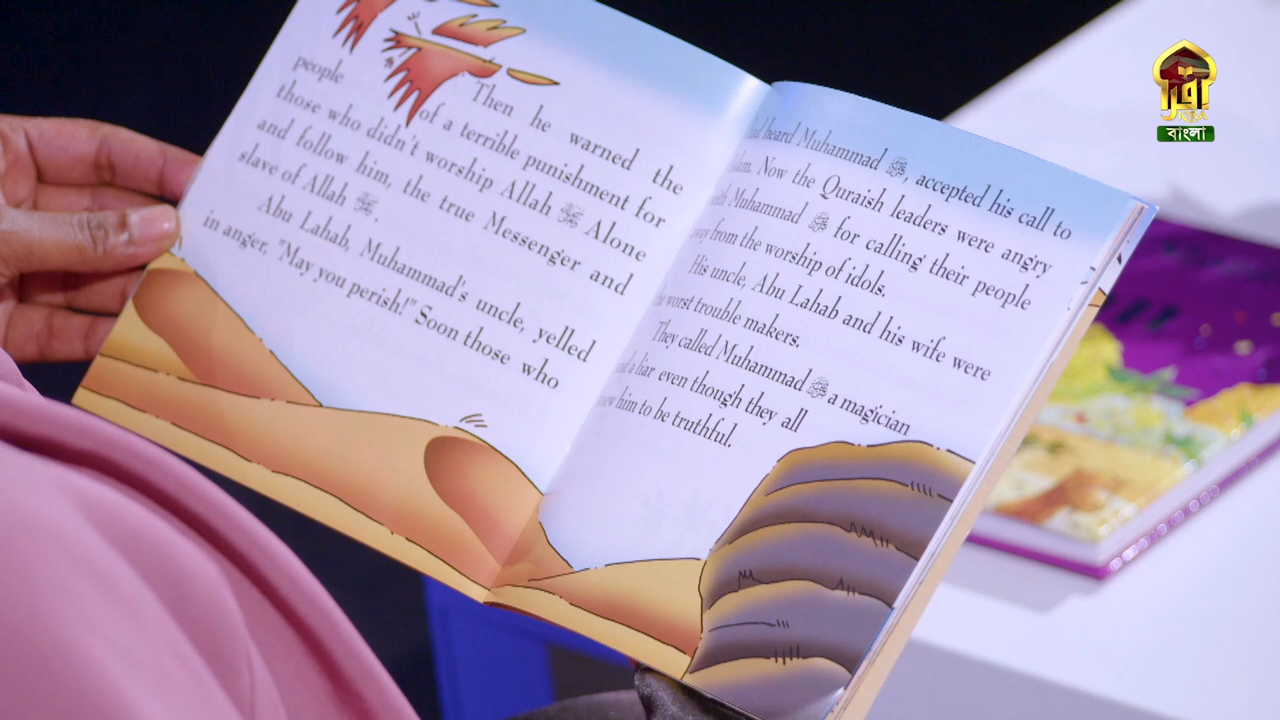 Then he warned the
people of a terrible punishment for
those who didn't worship Allah ﷻ Alone
and follow him, the true Messenger and
slave of Allah ﷻ.
Abu Lahab, Muhammad's uncle, yelled
in anger, "May you perish!" Soon those who
heard Muhammad ﷺ, accepted his call to
Now the Quraish leaders were angry
Muhammad ﷺ for calling their people
from the worship of idols.
His uncle, Abu Lahab and his wife were
worst trouble makers.
They called Muhammad ﷺ a magician
a liar even though they all
him to be truthful.
IQRA
বাংলা